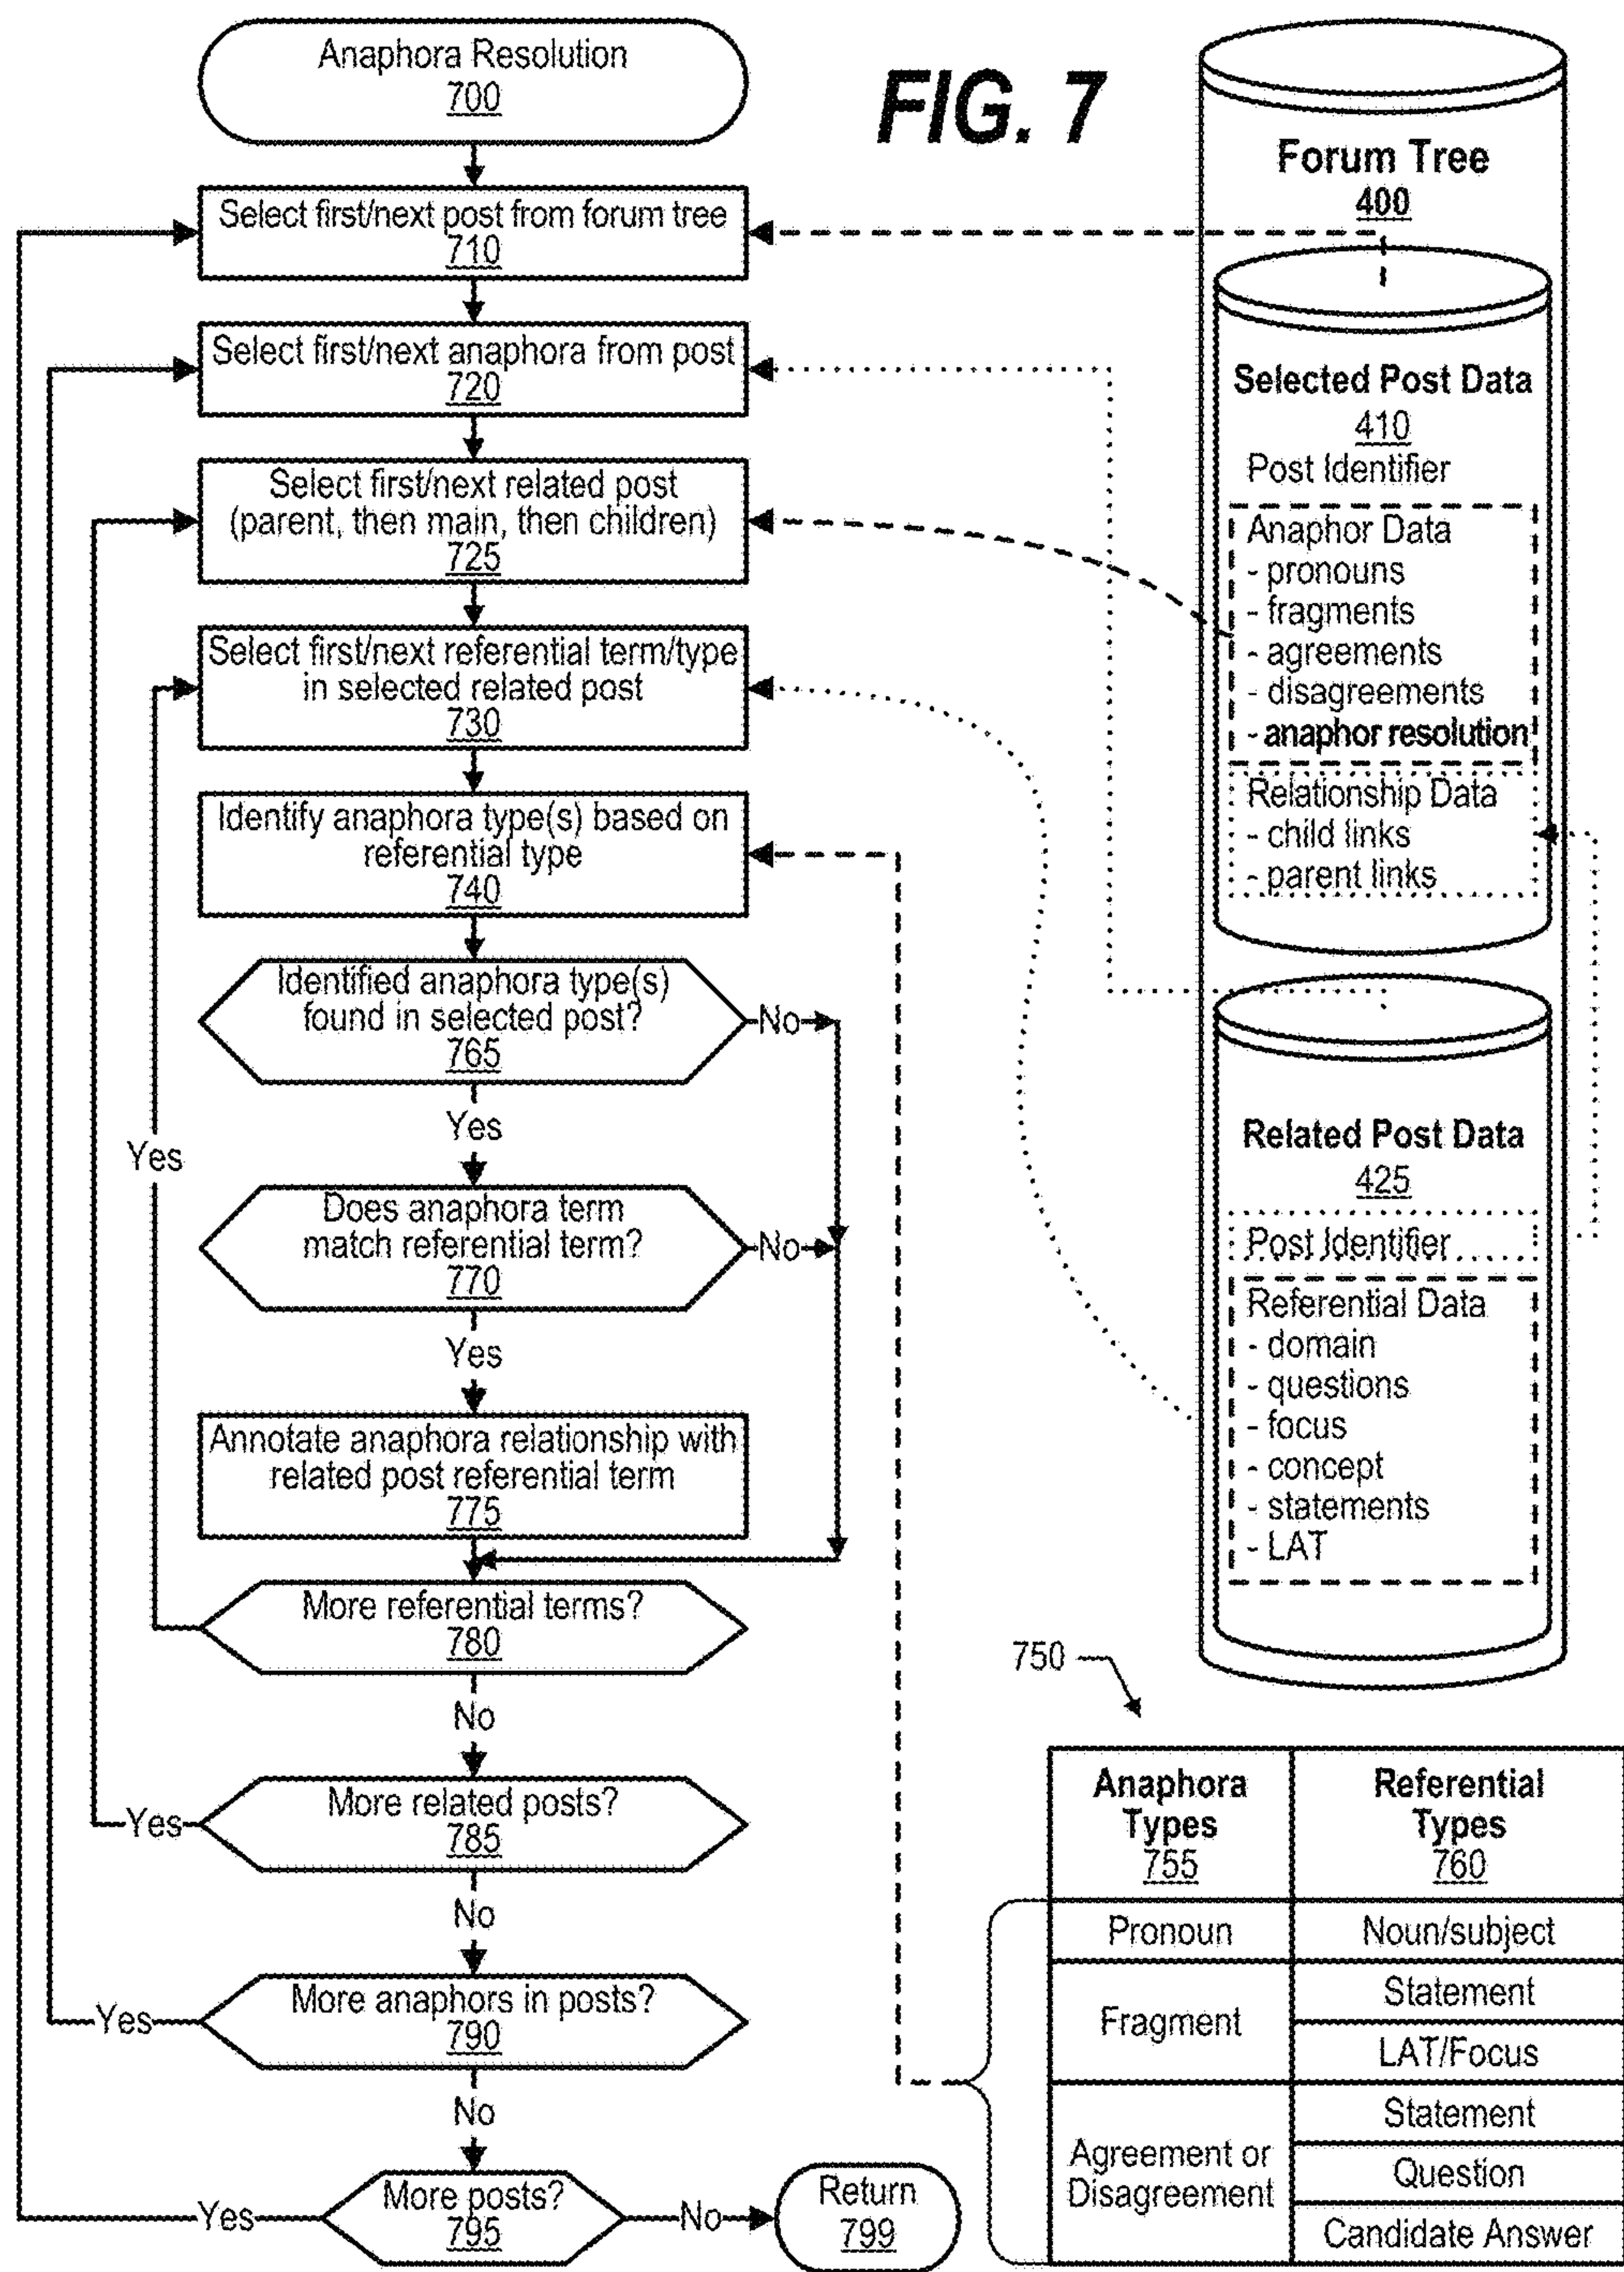 Anaphora Resolution
700
FIG. 7
Select first/next post from forum tree
710
Select first/next anaphora from post
720
Select first/next related post
(parent, then main, then children)
725
Select first/next referential term/type
in selected related post
730
Identify anaphora type(s) based on
referential type
740
Identified anaphora type(s)
found in selected post?
765
No
Yes
Does anaphora term
match referential term?
770
No
Yes
Annotate anaphora relationship with
related post referential term
775
More referential terms?
780
Yes
No
More related posts?
785
Yes
No
More anaphors in posts?
790
Yes
No
More posts?
795
Yes
No
Return
799
Forum Tree
400
Selected Post Data
410
Post Identifier
Anaphor Data
- pronouns
- fragments
- agreements
- disagreements
- anaphor resolution
Relationship Data
- child links
- parent links
Related Post Data
425
Post Identifier
Referential Data
- domain
- questions
- focus
- concept
- statements
- LAT
750
Anaphora
Types
755
Referential
Types
760
Pronoun
Noun/subject
Fragment
Statement
LAT/Focus
Agreement or
Disagreement
Statement
Question
Candidate Answer